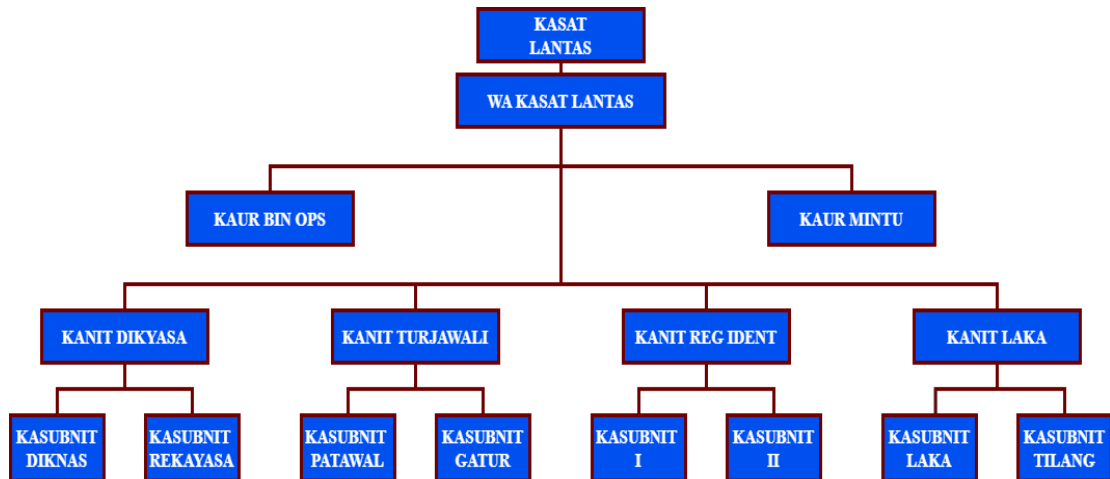 KASAT
LANTAS
WA KASAT LANTAS
KAUR BIN OPS
KAUR MINTU
KANIT DIKYASA
KANIT TURJAWALI
KANIT REG IDENT
KANIT LAKA
KASUBNIT
DIKNAS
KASUBNIT
REKAYASA
KASUBNIT
PATAWAL
KASUBNIT
GATUR
KASUBNIT
I
KASUBNIT
II
KASUBNIT
LAKA
KASUBNIT
TILANG